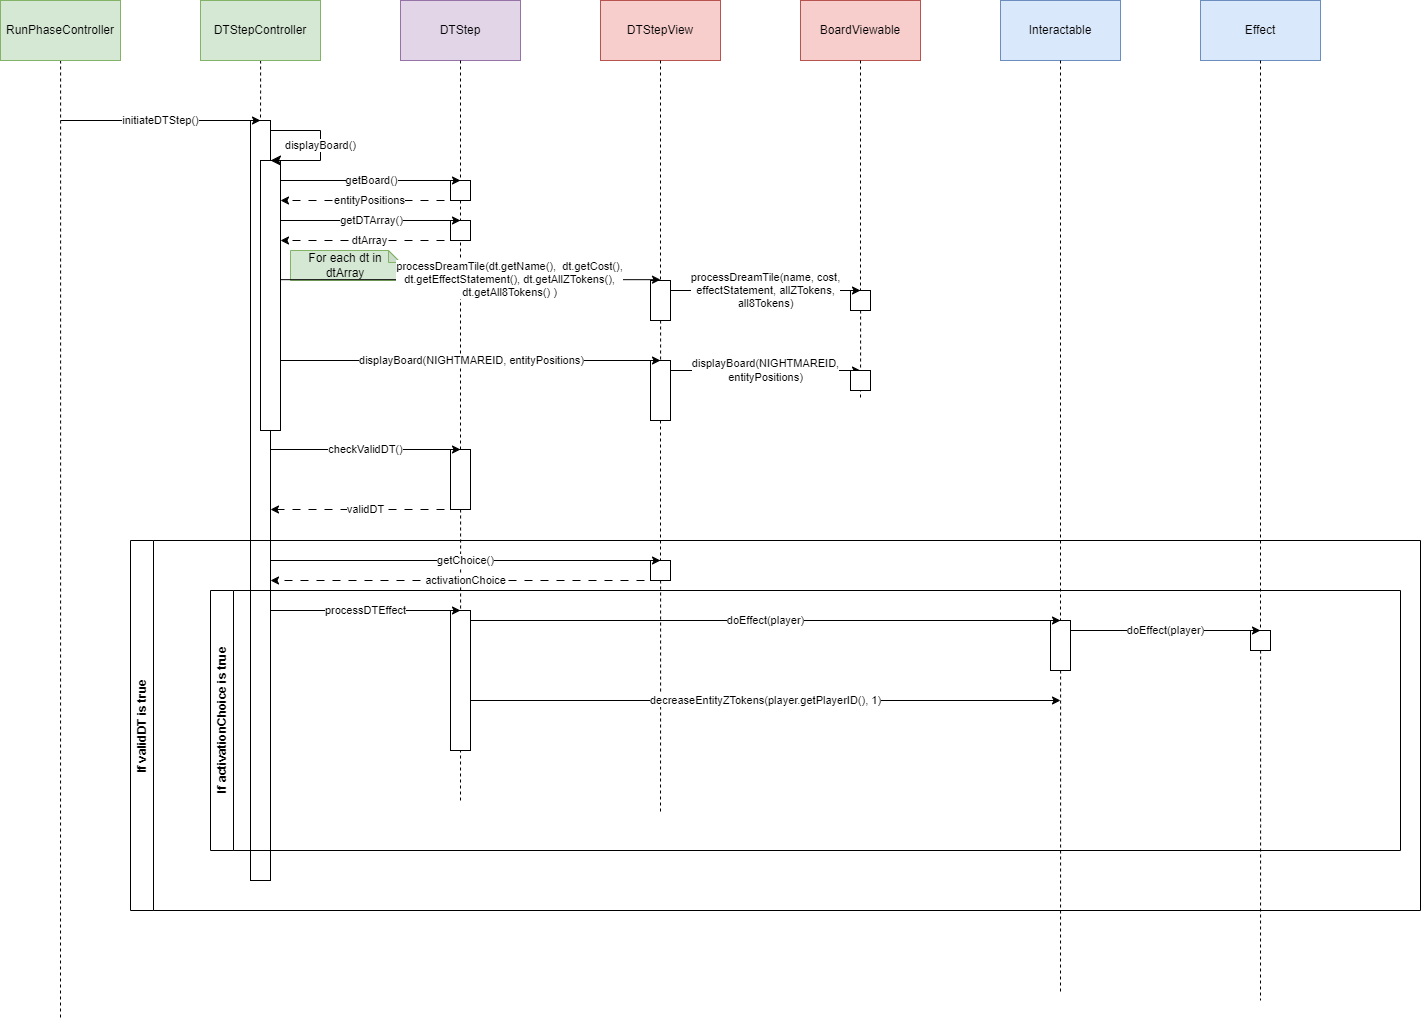 RunPhaseController
DTStepController
DTStep
DTStepView
BoardViewable
Interactable
Effect
initiateDTStep()
displayBoard()
getBoard()
entityPositions
getDTArray()
dtArray
For each dt in
dtArray
processDreamTile(dt.getName(), dt.getCost(),
dt.getEffectStatement(), dt.getAllZTokens(),
dt.getAll8Tokens() )
processDreamTile(name, cost,
effectStatement, allZTokens,
all8Tokens)
displayBoard(NIGHTMAREID, entityPositions)
displayBoard(NIGHTMAREID,
entityPositions)
checkValidDT()
validDT
getChoice()
activationChoice
processDTEffect
doEffect(player)
doEffect(player)
decreaseEntityZTokens(player.getPlayerID(), 1)
If validDT is true
If activationChoice is true